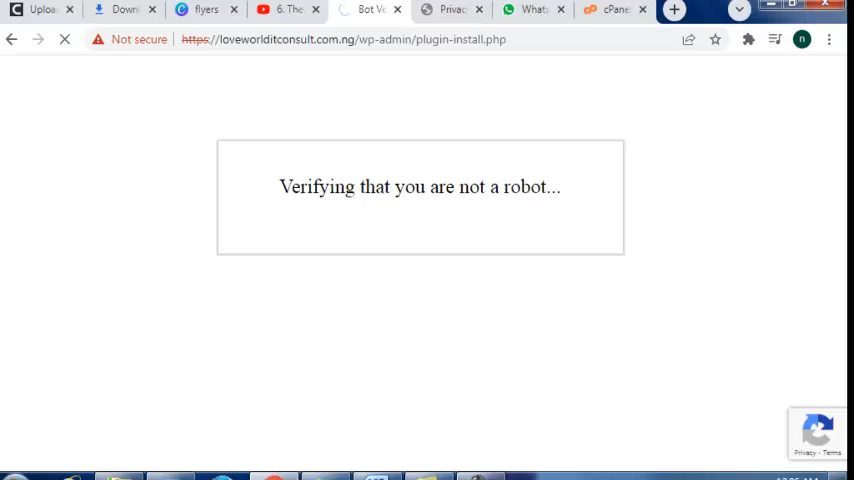 Uploa
Downl
flyers
6. The
Bot Ve
Privac
Whats
cPane
Not secure
https://loveworlditconsult.com.ng/wp-admin/plugin-install.php
n
Verifying that you are not a robot...
Privacy - Terms